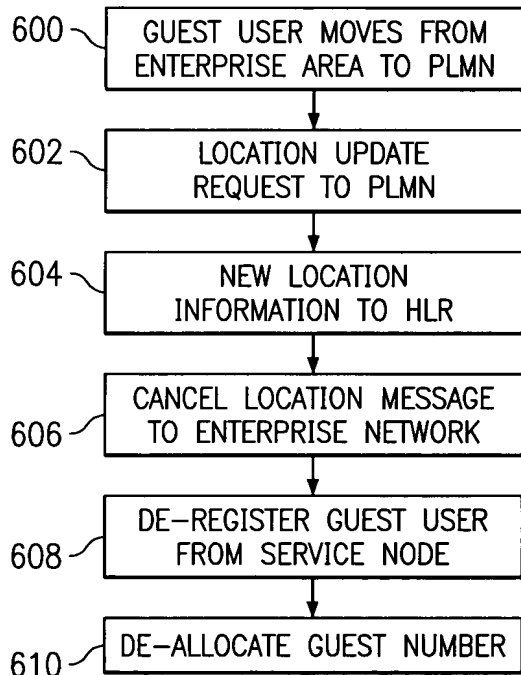 600
GUEST USER MOVES FROM
ENTERPRISE AREA TO PLMN
602
LOCATION UPDATE
REQUEST TO PLMN
604
NEW LOCATION
INFORMATION TO HLR
606
CANCEL LOCATION MESSAGE
TO ENTERPRISE NETWORK
608
DE-REGISTER GUEST USER
FROM SERVICE NODE
610
DE-ALLOCATE GUEST NUMBER